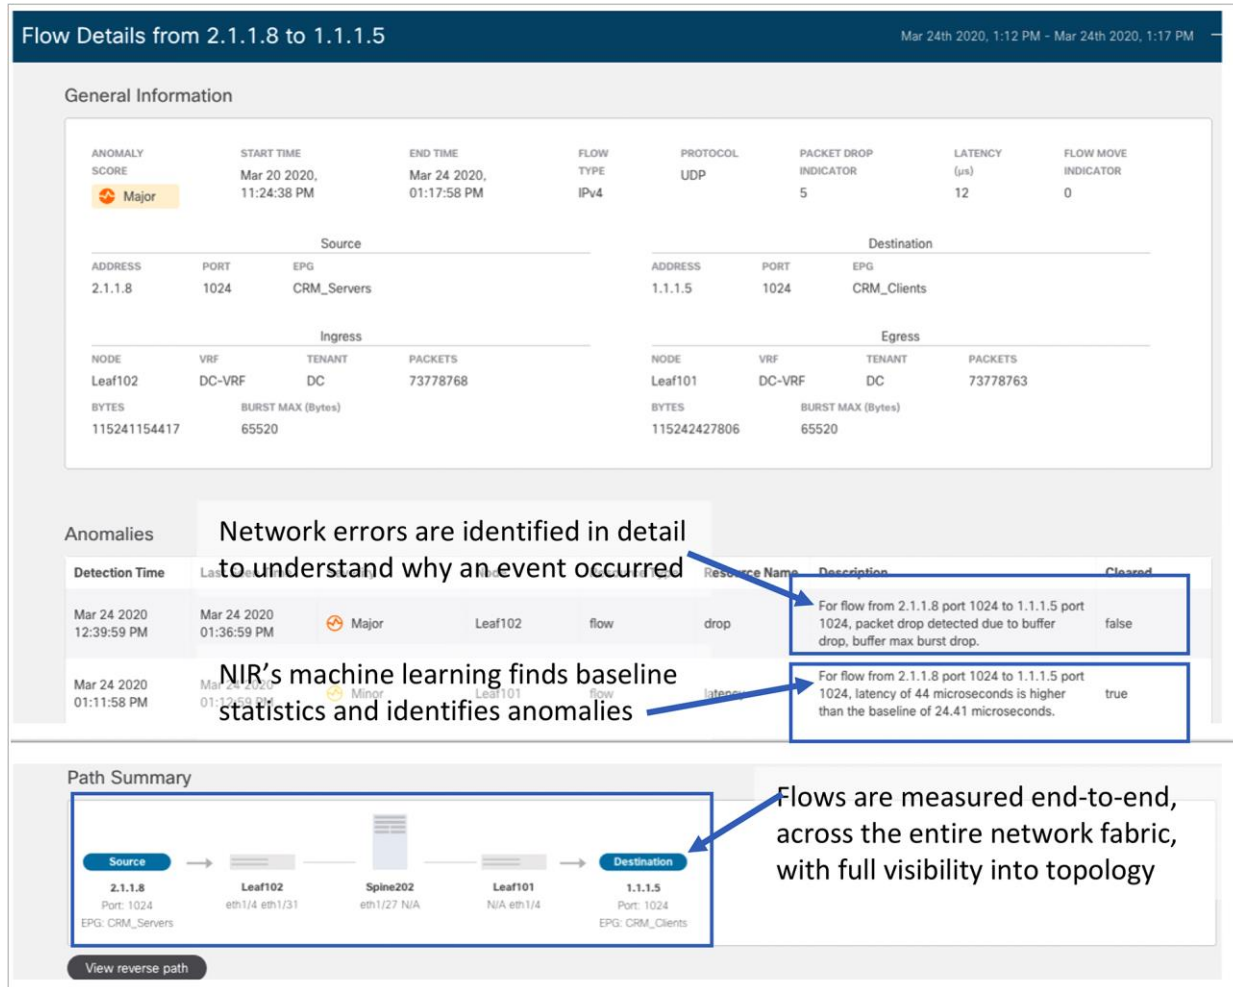 Flow Details from 2.1.1.8 to 1.1.1.5
Mar 24th 2020, 1:12 PM - Mar 24th 2020, 1:17 PM
General Information
ANOMALY SCORE START TIME END TIME FLOW TYPE PROTOCOL PACKET DROP INDICATOR LATENCY (µs) FLOW MOVE INDICATOR
Major Mar 20 2020, 11:24:38 PM Mar 24 2020, 01:17:58 PM IPv4 UDP 5 12 0
Source Destination
ADDRESS PORT EPG ADDRESS PORT EPG
2.1.1.8 1024 CRM_Servers 1.1.1.5 1024 CRM_Clients
Ingress Egress
NODE VRF TENANT PACKETS NODE VRF TENANT PACKETS
Leaf102 DC-VRF DC 73778768 Leaf101 DC-VRF DC 73778763
BYTES BURST MAX (Bytes) BYTES BURST MAX (Bytes)
115241154417 65520 115242427806 65520
Anomalies
Network errors are identified in detail
to understand why an event occurred
Detection Time Resource Name Description Cleared
Mar 24 2020 12:39:59 PM Mar 24 2020 01:36:59 PM Major Leaf102 flow drop
For flow from 2.1.1.8 port 1024 to 1.1.1.5 port
1024, packet drop detected due to buffer
drop, buffer max burst drop.
false
NIR's machine learning finds baseline
statistics and identifies anomalies
Mar 24 2020 01:11:58 PM Mar 24 2020 01:12:59 PM Minor Leaf101 flow latency
For flow from 2.1.1.8 port 1024 to 1.1.1.5 port
1024, latency of 44 microseconds is higher
than the baseline of 24.41 microseconds.
true
Path Summary
Flows are measured end-to-end,
across the entire network fabric,
with full visibility into topology
Source Destination
2.1.1.8 Leaf102 Spine202 Leaf101 1.1.1.5
Port: 1024 eth1/4 eth1/31 eth1/27 N/A N/A eth1/4 Port: 1024
EPG: CRM_Servers EPG: CRM_Clients
View reverse path